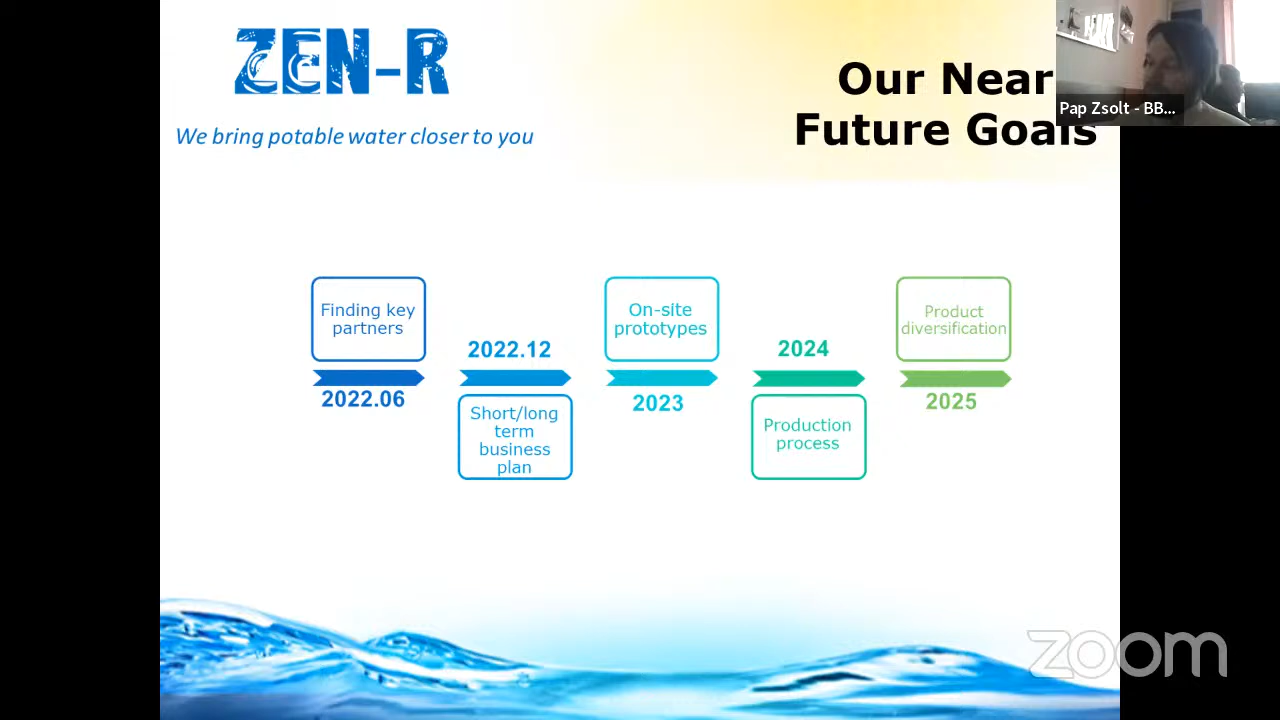 ZEN-R
We bring potable water closer to you
Our Near
Future Goals
Pap Zsolt - BB...
Finding key
partners
2022.06
2022.12
Short/long
term
business
plan
On-site
prototypes
2023
2024
Production
process
Product
diversification
2025
zoom